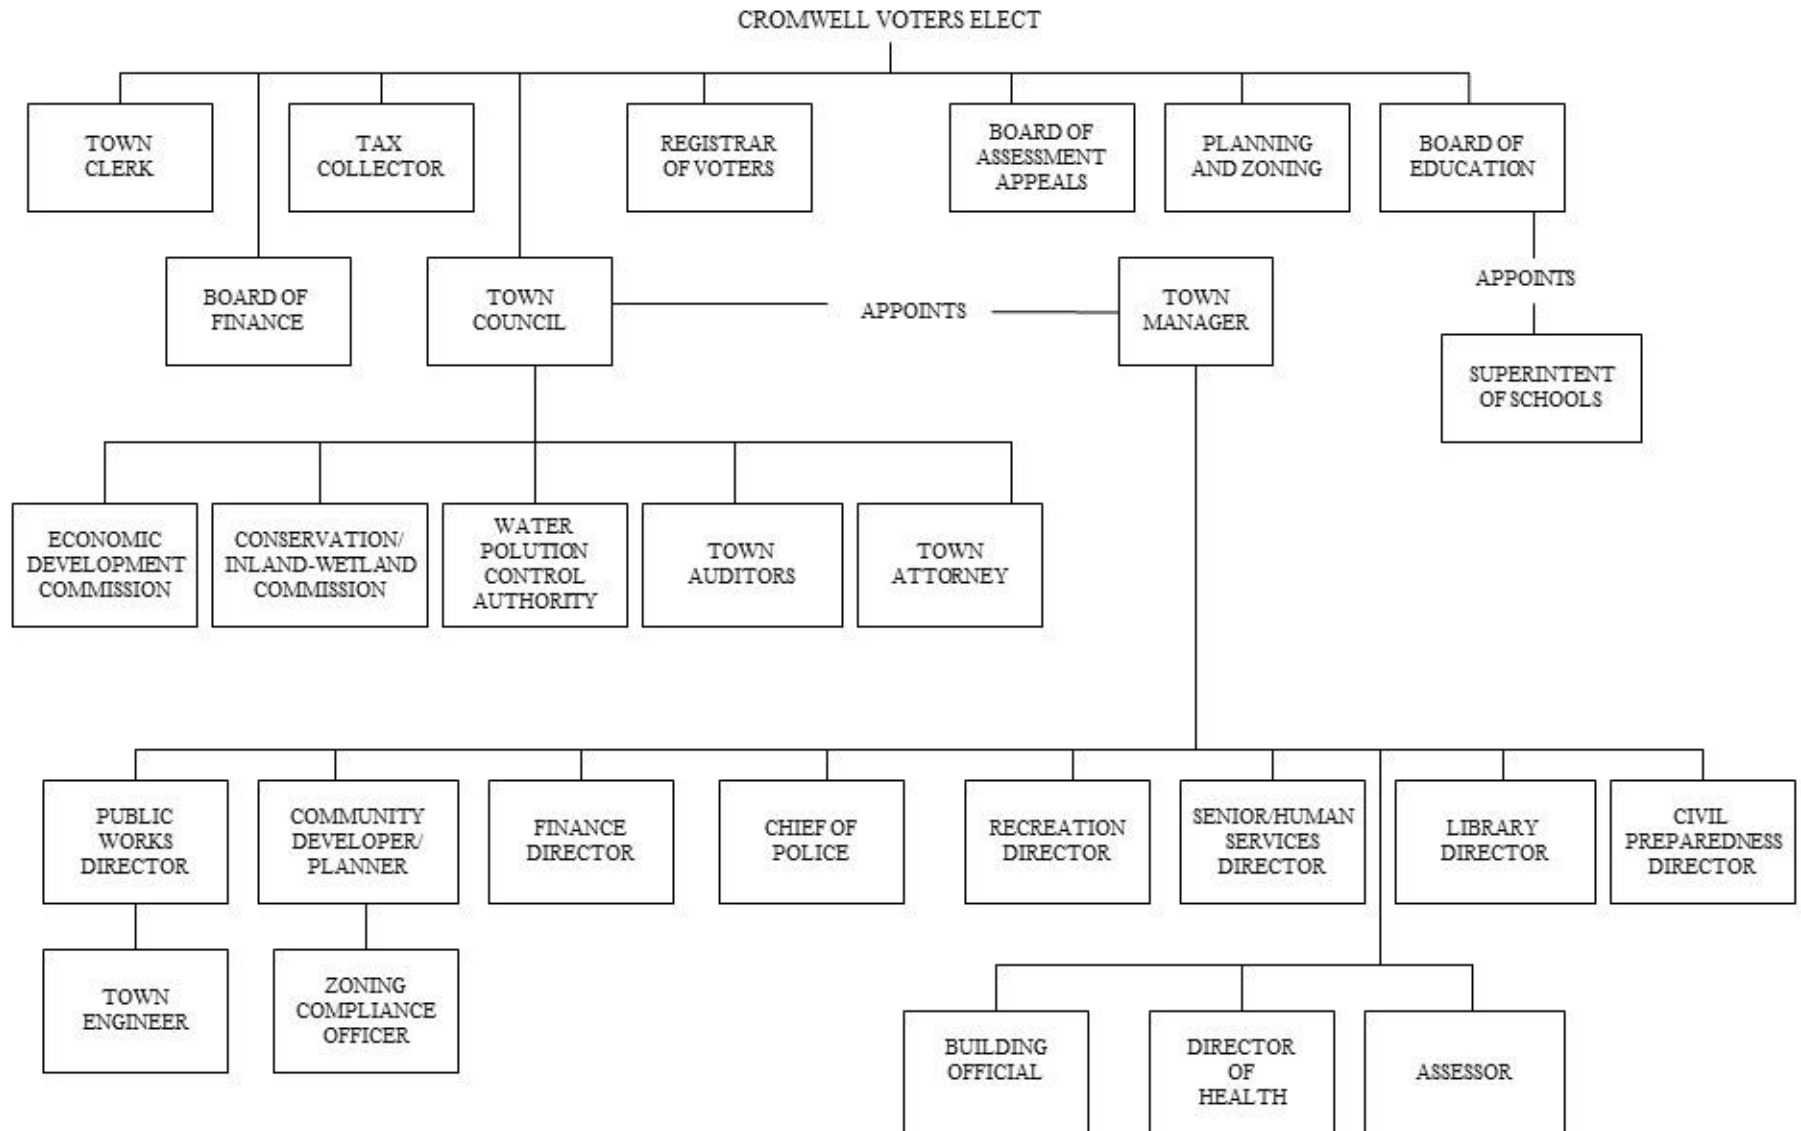 CROMWELL VOTERS ELECT
TOWN
CLERK
TAX
COLLECTOR
REGISTRAR
OF VOTERS
BOARD OF
ASSESSMENT
APPEALS
PLANNING
AND ZONING
BOARD OF
EDUCATION
BOARD OF
FINANCE
TOWN
COUNCIL
APPOINTS
TOWN
MANAGER
APPOINTS
SUPERINTENT
OF SCHOOLS
ECONOMIC
DEVELOPMENT
COMMISSION
CONSERVATION/
INLAND-WETLAND
COMMISSION
WATER
POLUTION
CONTROL
AUTHORITY
TOWN
AUDITORS
TOWN
ATTORNEY
PUBLIC
WORKS
DIRECTOR
COMMUNITY
DEVELOPER/
PLANNER
FINANCE
DIRECTOR
CHIEF OF
POLICE
RECREATION
DIRECTOR
SENIOR/HUMAN
SERVICES
DIRECTOR
LIBRARY
DIRECTOR
CIVIL
PREPAREDNESS
DIRECTOR
TOWN
ENGINEER
ZONING
COMPLIANCE
OFFICER
BUILDING
OFFICIAL
DIRECTOR
OF
HEALTH
ASSESSOR